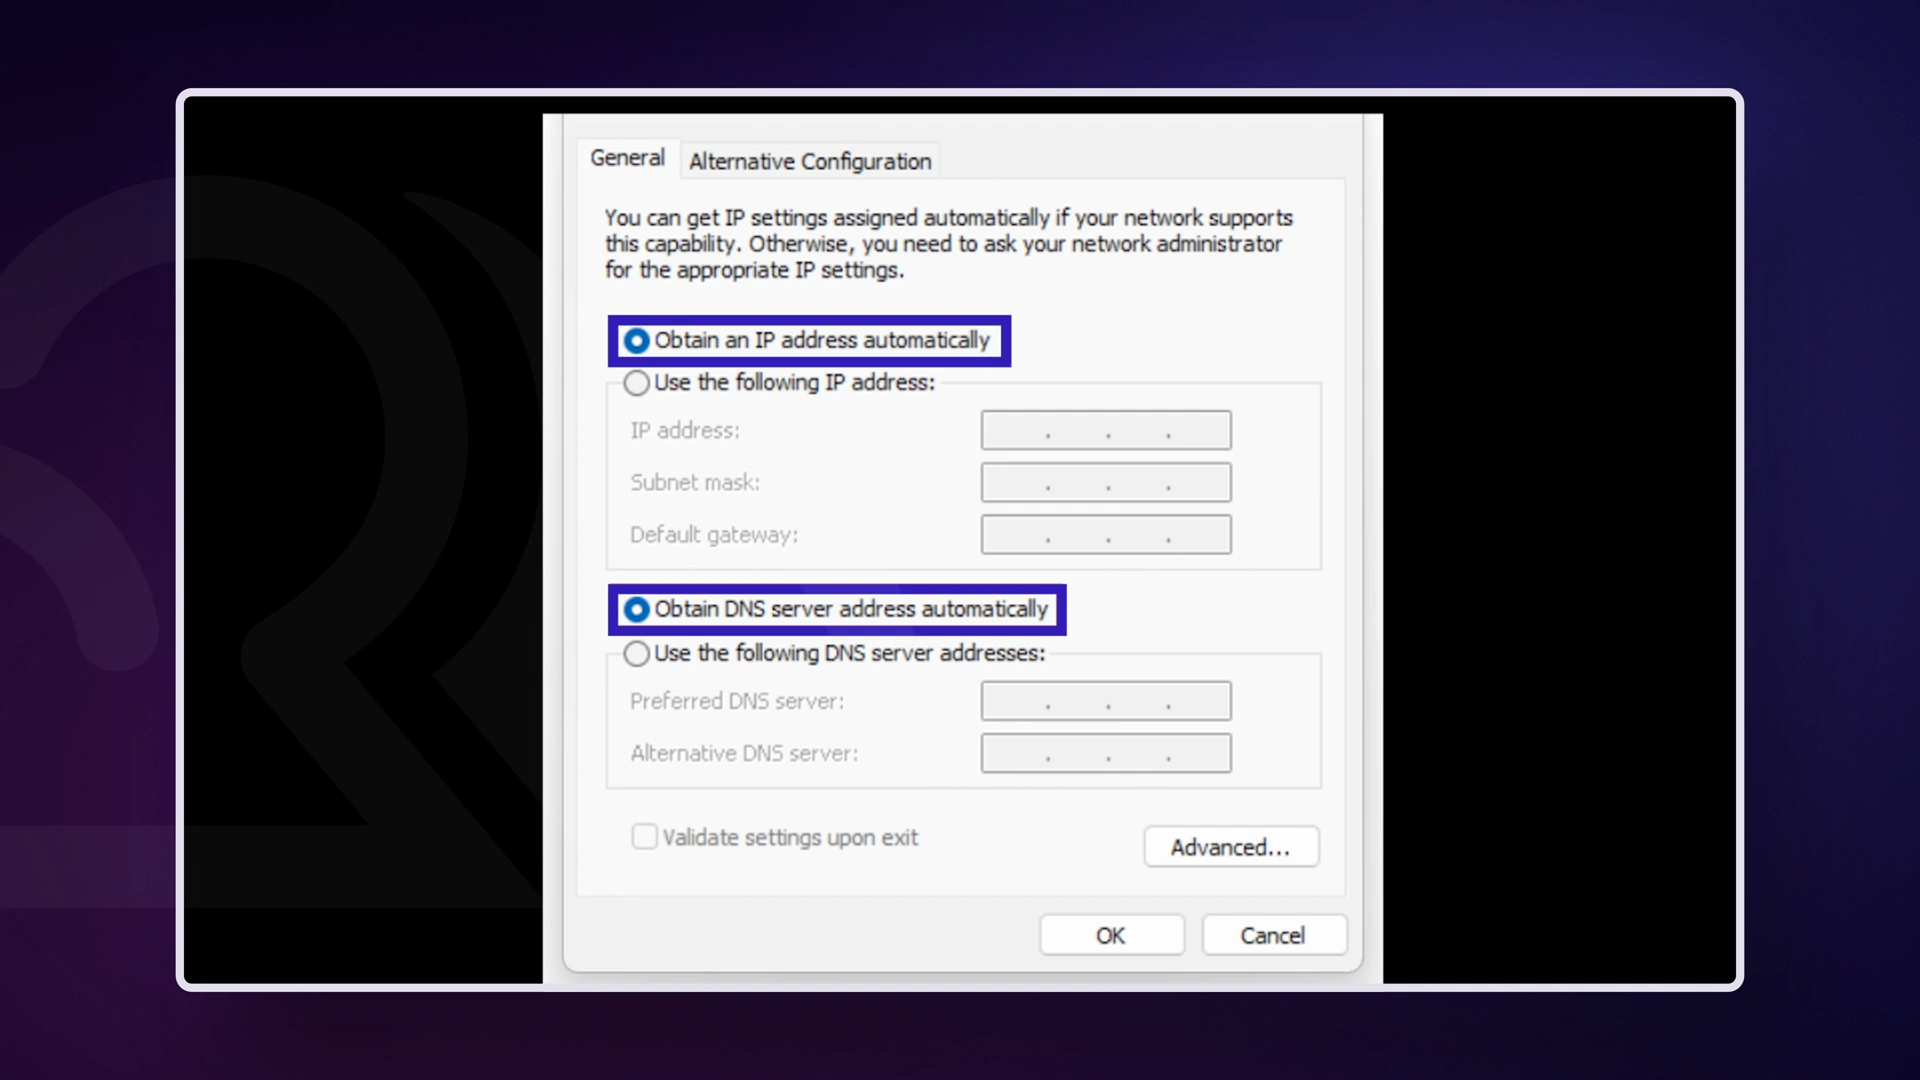 General
Alternative Configuration
You can get IP settings assigned automatically if your network supports
this capability. Otherwise, you need to ask your network administrator
for the appropriate IP settings.
Obtain an IP address automatically
Use the following IP address:
IP address:
Subnet mask:
Default gateway:
Obtain DNS server address automatically
Use the following DNS server addresses:
Preferred DNS server:
Alternative DNS server:
Validate settings upon exit
Advanced...
OK
Cancel